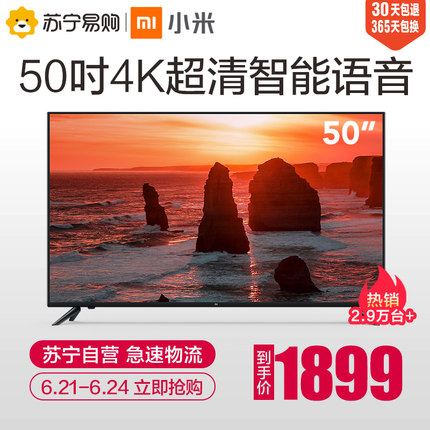 苏宁易购 mi 小米
30天包退
365天包换
50吋4K超清智能语音
50”
热销
2.9万台+
苏宁自营 急速物流
6.21-6.24 立即抢购
到手价 1899